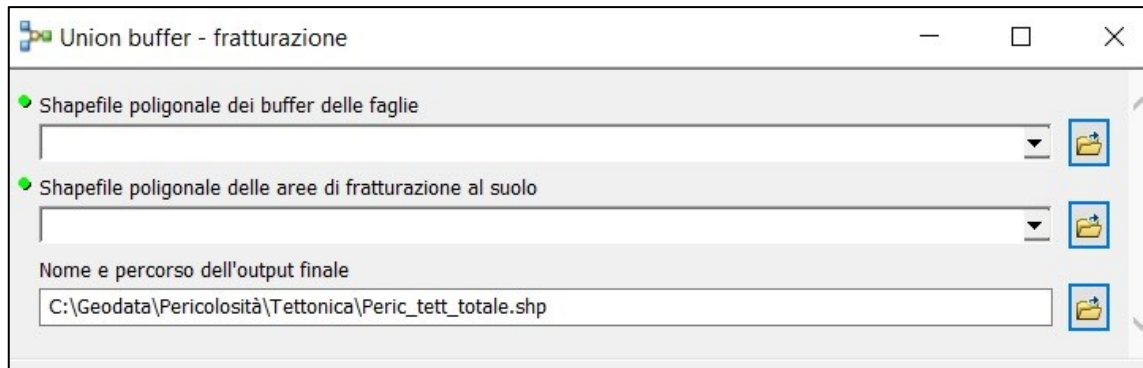 Union buffer - fratturazione
Shapefile poligonale dei buffer delle faglie
Shapefile poligonale delle aree di fratturazione al suolo
Nome e percorso dell'output finale
C:\Geodata\Pericolosità\Tettonica\Peric_tett_totale.shp